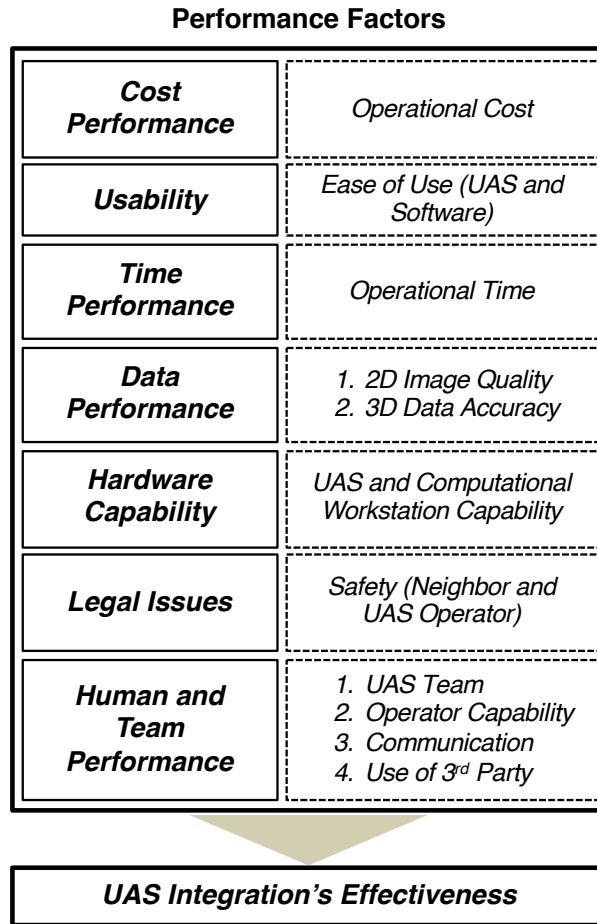 Performance Factors
Cost
Performance
Operational Cost
Usability
Ease of Use (UAS and
Software)
Time
Performance
Operational Time
Data
Performance
1. 2D Image Quality
2. 3D Data Accuracy
Hardware
Capability
UAS and Computational
Workstation Capability
Legal Issues
Safety (Neighbor and
UAS Operator)
Human and
Team
Performance
1. UAS Team
2. Operator Capability
3. Communication
4. Use of 3rd Party
UAS Integration's Effectiveness